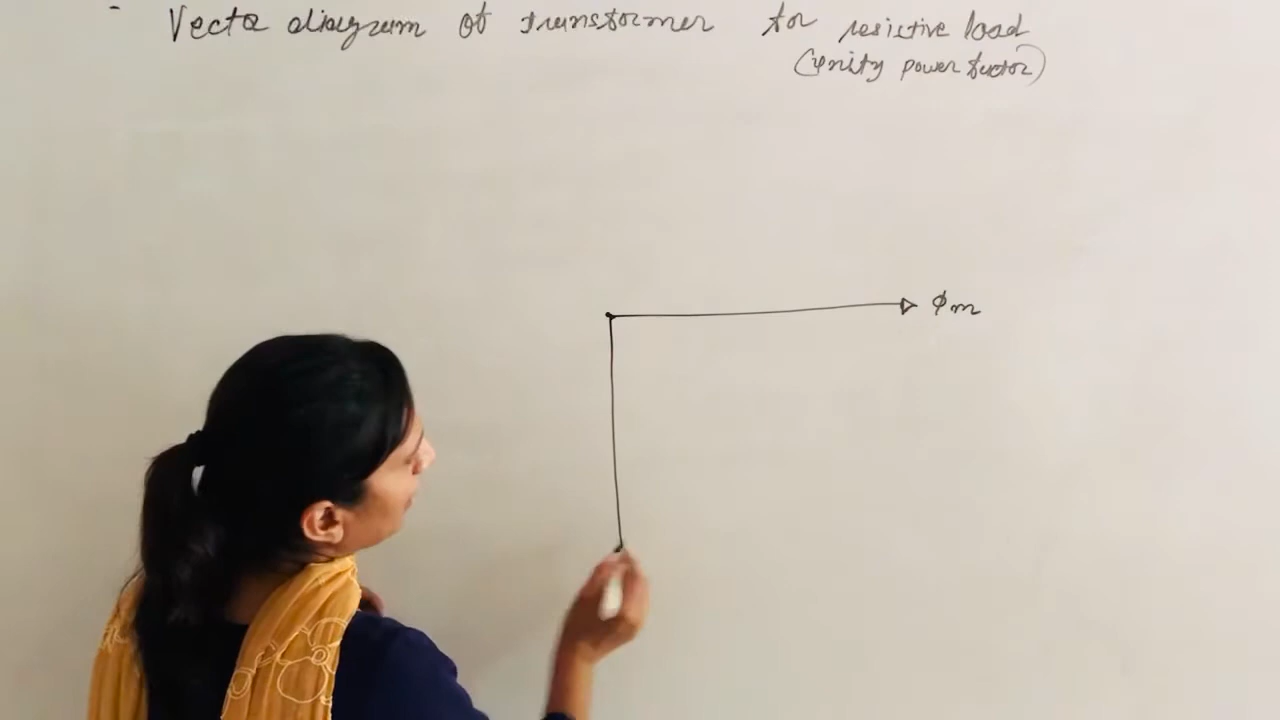 Vector diagram of transformer for resistive load
(unity power factor)
ϕm